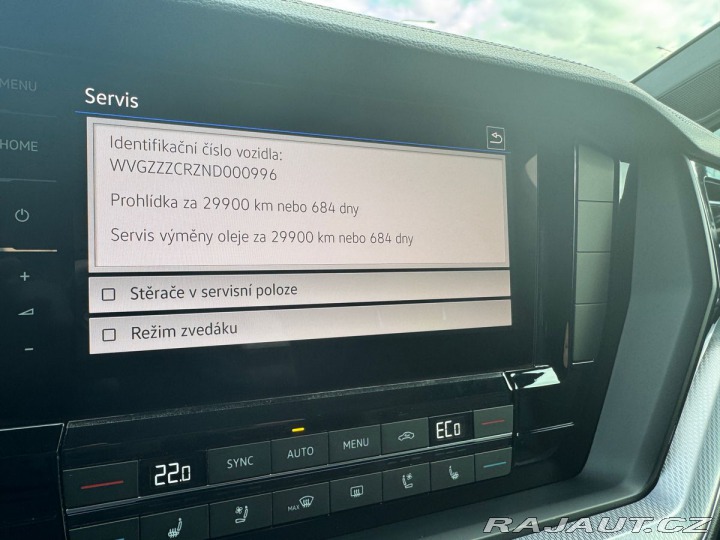 MENU
HOME
Servis
Identifikační číslo vozidla:
WVGZZZCRZND000996
Prohlídka za 29900 km nebo 684 dny
Servis výměny oleje za 29900 km nebo 684 dny
Stěrače v servisní poloze
Režim zvedáku
22.0
SYNC
AUTO
MENU
ECo
MAX
RAJAUT.CZ